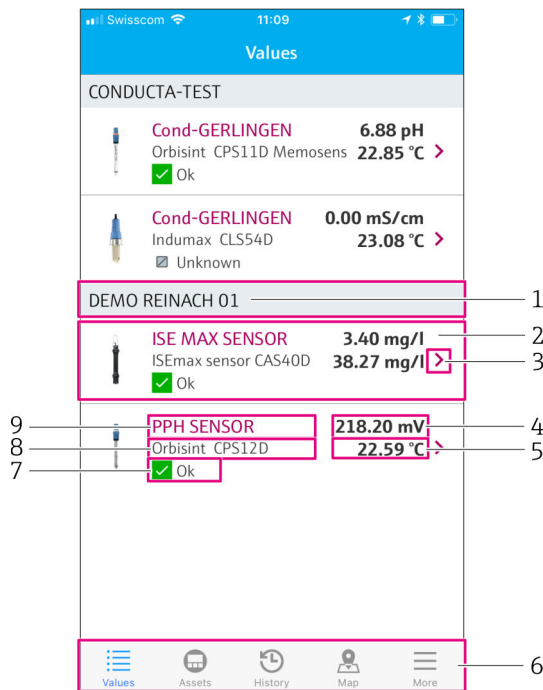 Swisscom 11:09
Values
CONDUCTA-TEST
Cond-GERLINGEN 6.88 pH
Orbisint CPS11D Memosens 22.85 °C
Ok
Cond-GERLINGEN 0.00 mS/cm
Indumax CLS54D 23.08 °C
Unknown
DEMO REINACH 01 1
2
ISE MAX SENSOR 3.40 mg/l
ISEmax sensor CAS40D 38.27 mg/l 3
Ok
9 PPH SENSOR 218.20 mV 4
8 Orbisint CPS12D 22.59 °C 5
7 Ok
6
Values Assets History Map More